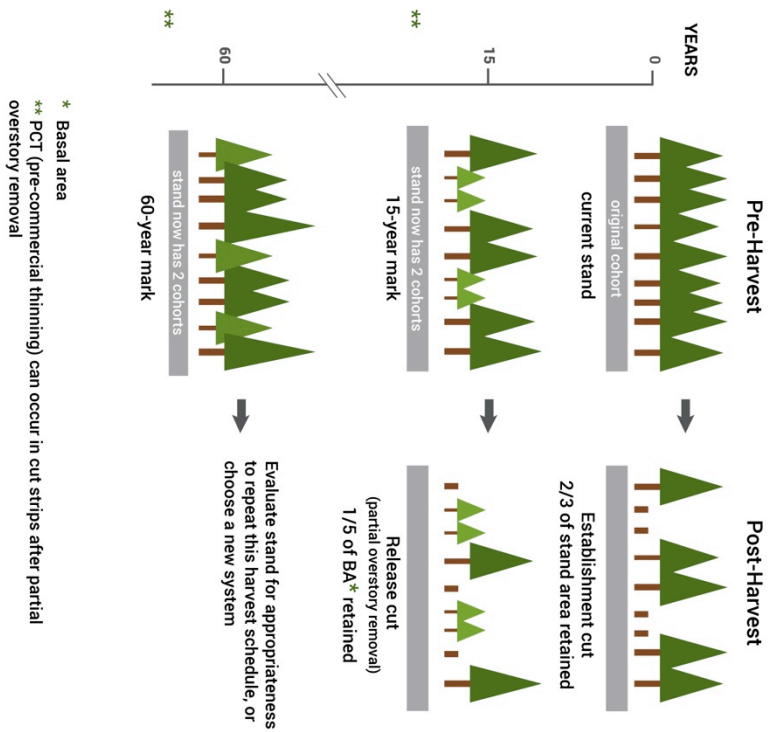 Pre-Harvest
Post-Harvest
YEARS
0
original cohort
current stand
Establishment cut
2/3 of stand area retained
15
**
stand now has 2 cohorts
15-year mark
Release cut
(partial overstory removal)
1/5 of BA* retained
60
**
stand now has 2 cohorts
60-year mark
Evaluate stand for appropriateness
to repeat this harvest schedule, or
choose a new system
* Basal area
** PCT (pre-commercial thinning) can occur in cut strips after partial
overstory removal